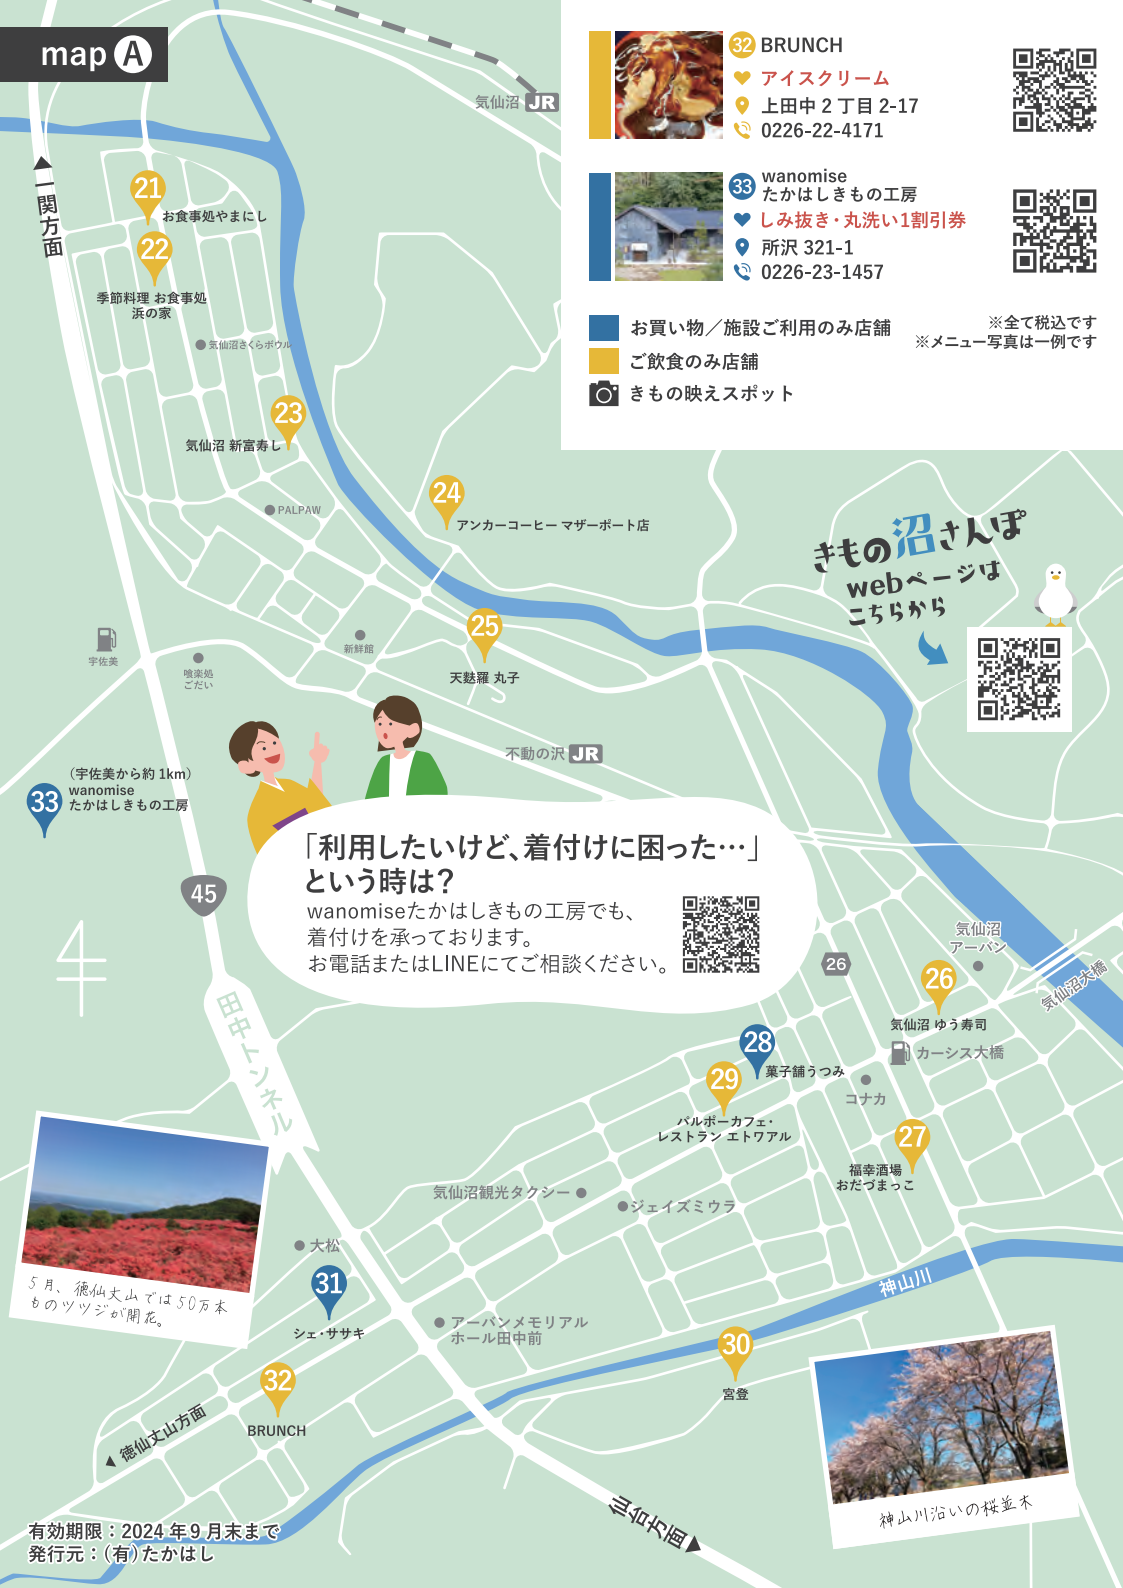 map A
気仙沼 JR
32 BRUNCH
アイスクリーム
上田中 2 丁目 2-17
0226-22-4171
33 wanomise
たかはしきもの工房
しみ抜き・丸洗い1割引券
所沢 321-1
0226-23-1457
お買い物／施設ご利用のみ店舗
ご飲食のみ店舗
きもの映えスポット
※全て税込です
※メニュー写真は一例です
▲一関方面
21
お食事処やまにし
22
季節料理 お食事処
浜の家
気仙沼さくらボウル
23
気仙沼 新富寿し
PALPAW
24
アンカーコーヒー マザーポート店
きもの沼さんぽ
webページは
こちらから
25
天麩羅 丸子
新鮮館
宇佐美
喰楽処
ごだい
不動の沢 JR
（宇佐美から約 1km）
33
wanomise
たかはしきもの工房
「利用したいけど、着付けに困った…」
という時は？
wanomiseたかはしきもの工房でも、
着付けを承っております。
お電話またはLINEにてご相談ください。
45
26
気仙沼
アーバン
気仙沼大橋
26
気仙沼 ゆう寿司
カーシス大橋
田中トンネル
28
菓子舗うつみ
29
パルポーカフェ・
レストラン エトワアル
コナカ
27
福幸酒場
おだづまっこ
気仙沼観光タクシー
ジェイズミウラ
大松
31
シェ・ササキ
アーバンメモリアル
ホール田中前
神山川
30
宮登
5月、徳仙丈山では50万本
ものツツジが開花。
32
BRUNCH
▲徳仙丈山方面
仙台方面▶
神山川沿いの桜並木
有効期限：2024 年 9 月末まで
発行元：（有）たかはし